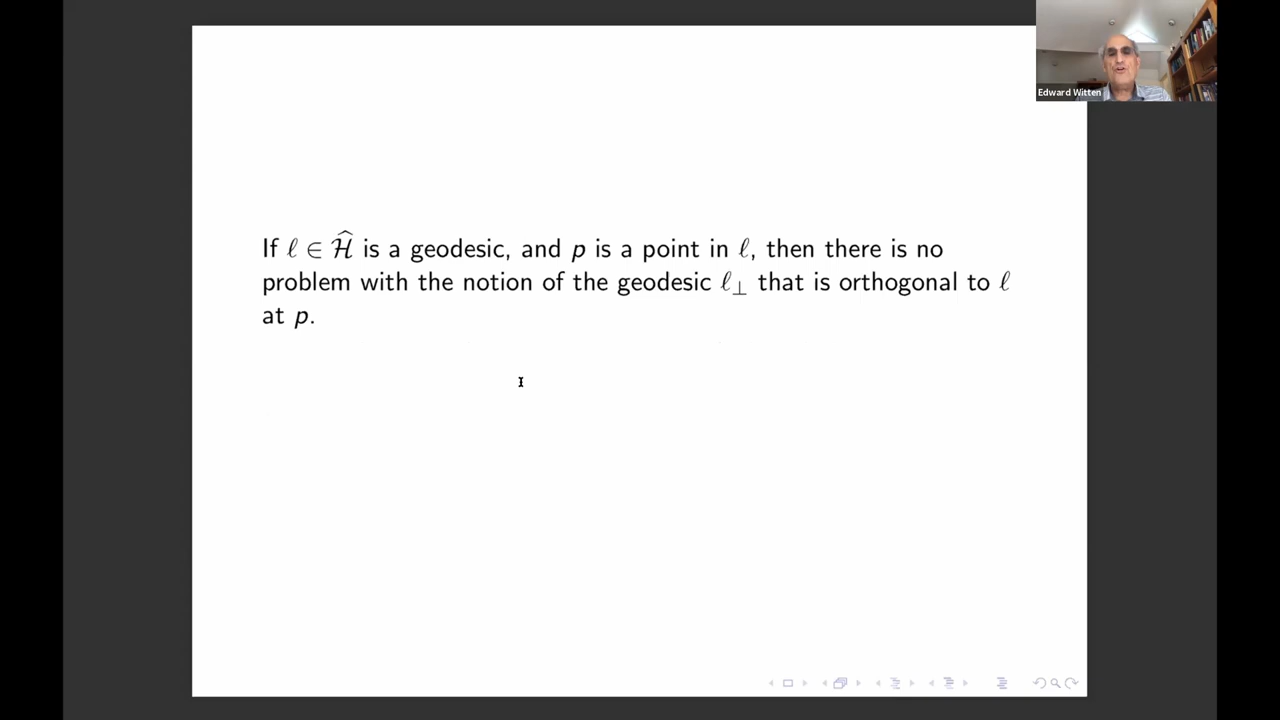 Edward Witten
If ℓ ∈ Ĥ is a geodesic, and p is a point in ℓ, then there is no
problem with the notion of the geodesic ℓ⊥ that is orthogonal to ℓ
at p.